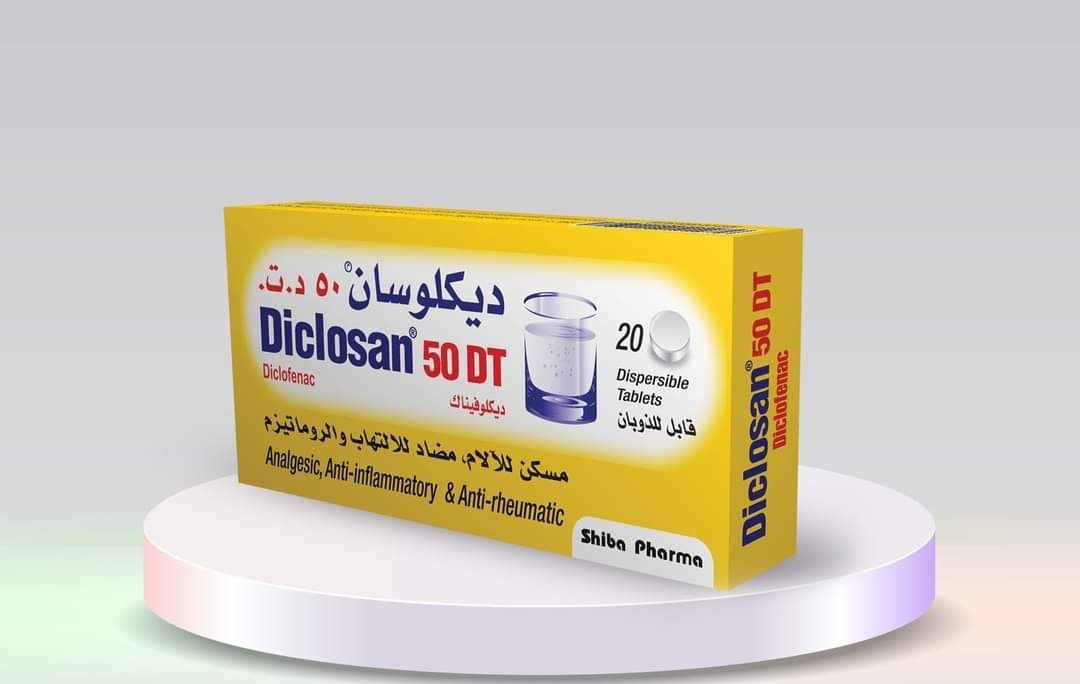 ديكلوسان® ٥٠ د.ت.
Diclosan® 50 DT
Diclofenac
ديكلوفيناك
20
Dispersible
Tablets
قابل للذوبان
مسكن للآلام، مضاد للالتهاب والروماتيزم
Analgesic, Anti-inflammatory & Anti-rheumatic
Shiba Pharma
Diclosan® 50 DT
Diclofenac